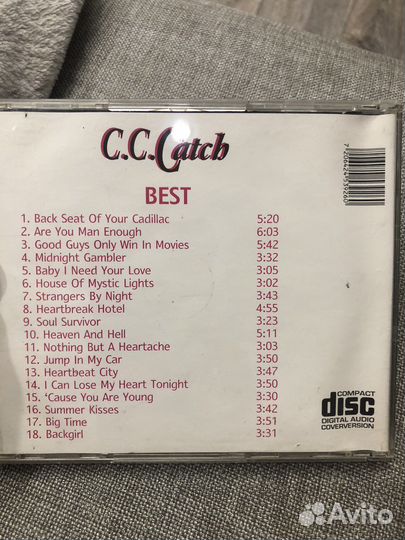 C.C.Catch
BEST
7206424539260
1. Back Seat Of Your Cadillac 5:20
2. Are You Man Enough 6:03
3. Good Guys Only Win In Movies 5:42
4. Midnight Gambler 3:32
5. Baby I Need Your Love 3:05
6. House Of Mystic Lights 3:02
7. Strangers By Night 3:43
8. Heartbreak Hotel 4:55
9. Soul Survivor 3:23
10. Heaven And Hell 5:11
11. Nothing But A Heartache 3:03
12. Jump In My Car 3:50
13. Heartbeat City 3:47
14. I Can Lose My Heart Tonight 3:50
15. ‘Cause You Are Young 3:30
16. Summer Kisses 3:42
17. Big Time 3:51
18. Backgirl 3:31
COMPACT
disc
DIGITAL AUDIO
COVERVERSION
Avito